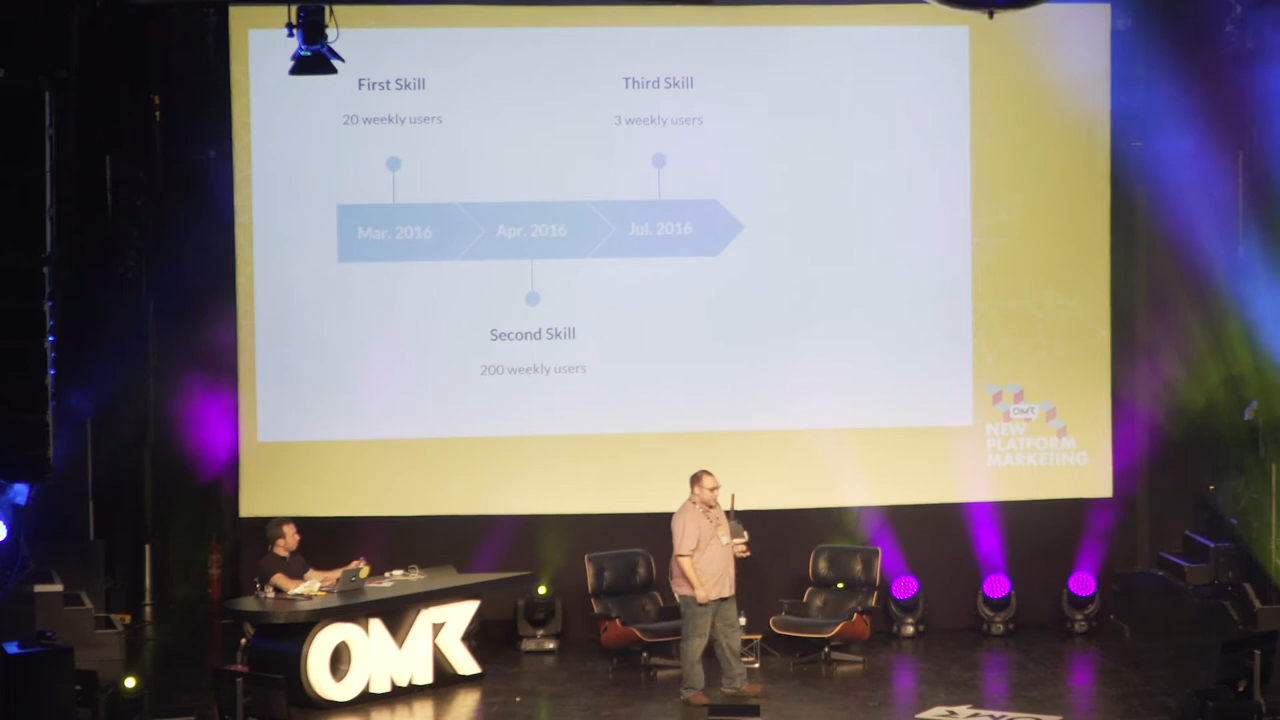 First Skill
20 weekly users
Third Skill
3 weekly users
Mar. 2016
Apr. 2016
Jul. 2016
Second Skill
200 weekly users
OMR
NEW
PLATFORM
MARKETING
OMR
OMR